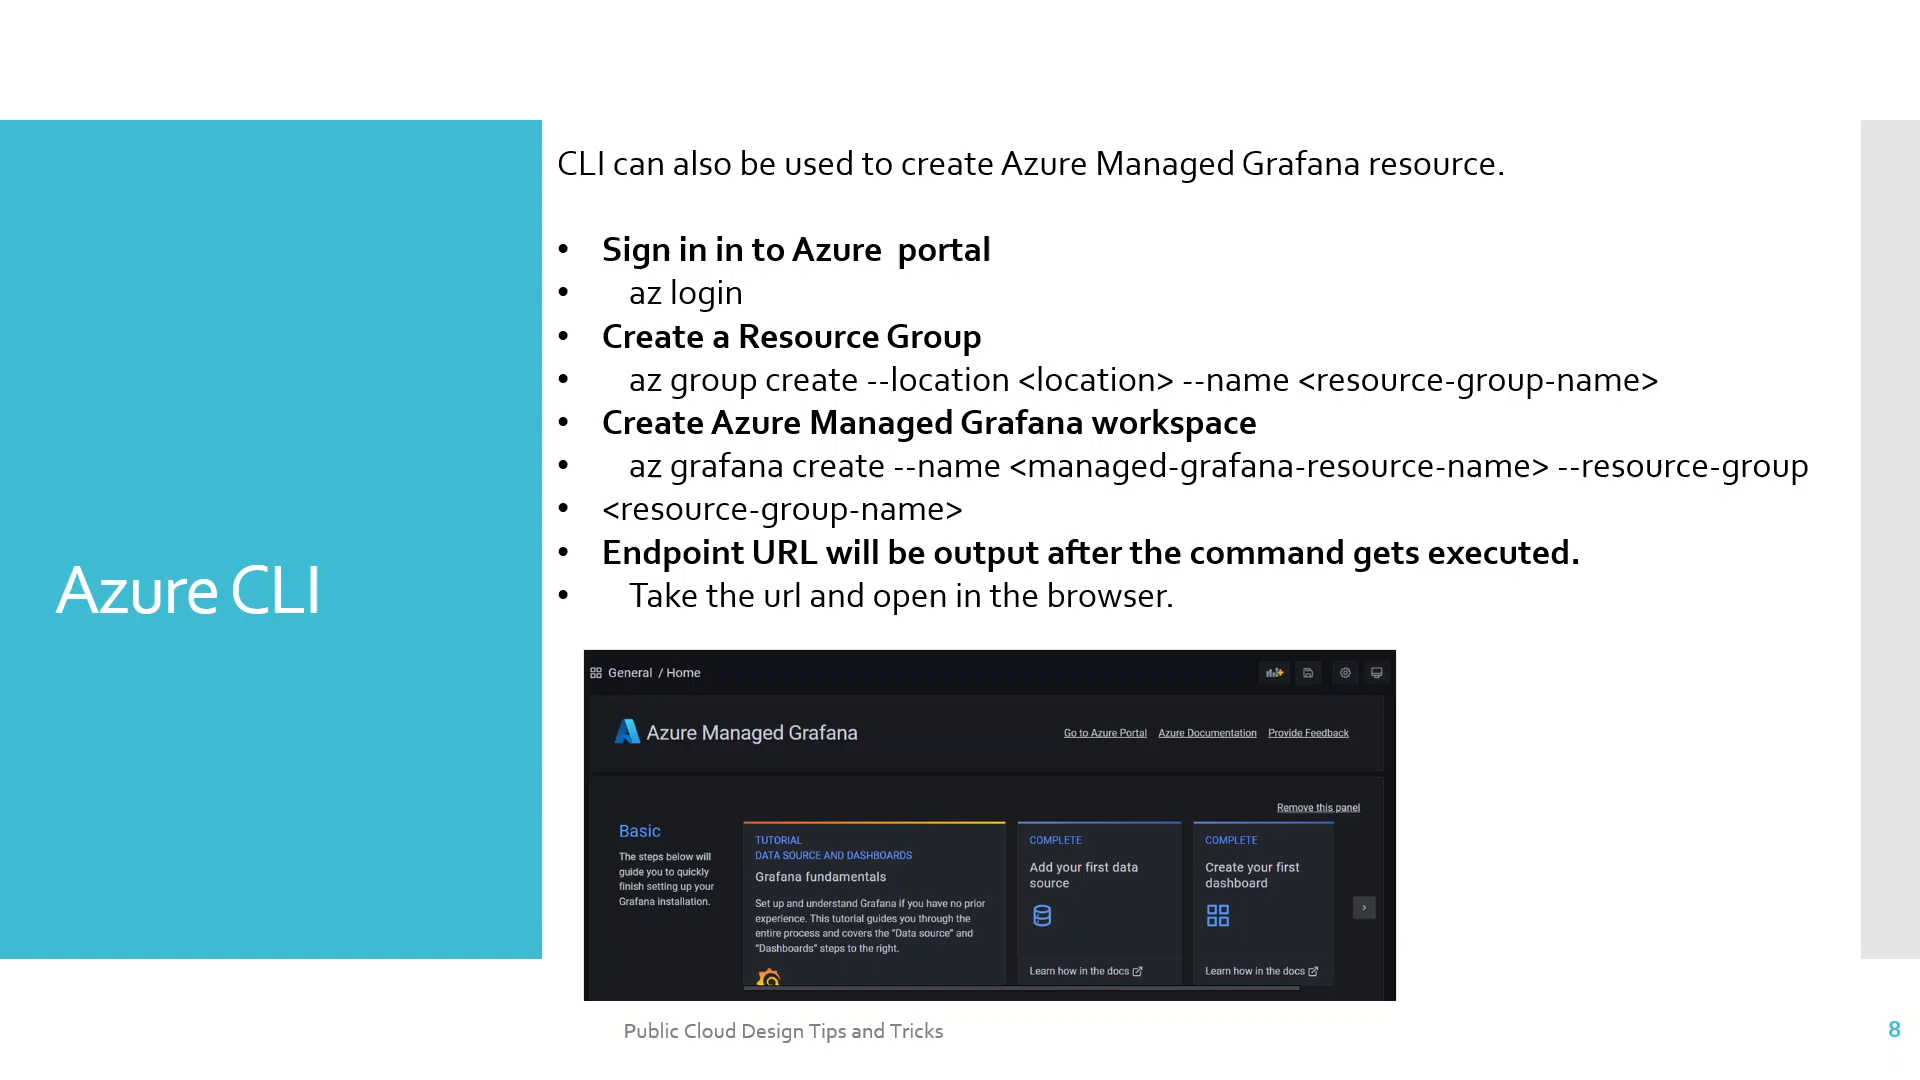 Azure CLI
CLI can also be used to create Azure Managed Grafana resource.
• Sign in in to Azure  portal
• az login
• Create a Resource Group
• az group create --location <location> --name <resource-group-name>
• Create Azure Managed Grafana workspace
• az grafana create --name <managed-grafana-resource-name> --resource-group
• <resource-group-name>
• Endpoint URL will be output after the command gets executed.
• Take the url and open in the browser.
General / Home
Azure Managed Grafana
Go to Azure Portal Azure Documentation Provide Feedback
Remove this panel
Basic
The steps below will
guide you to quickly
finish setting up your
Grafana installation.
TUTORIAL
DATA SOURCE AND DASHBOARDS
Grafana fundamentals
Set up and understand Grafana if you have no prior
experience. This tutorial guides you through the
entire process and covers the "Data source" and
"Dashboards" steps to the right.
COMPLETE
Add your first data
source
Learn how in the docs
COMPLETE
Create your first
dashboard
Learn how in the docs
Public Cloud Design Tips and Tricks
8